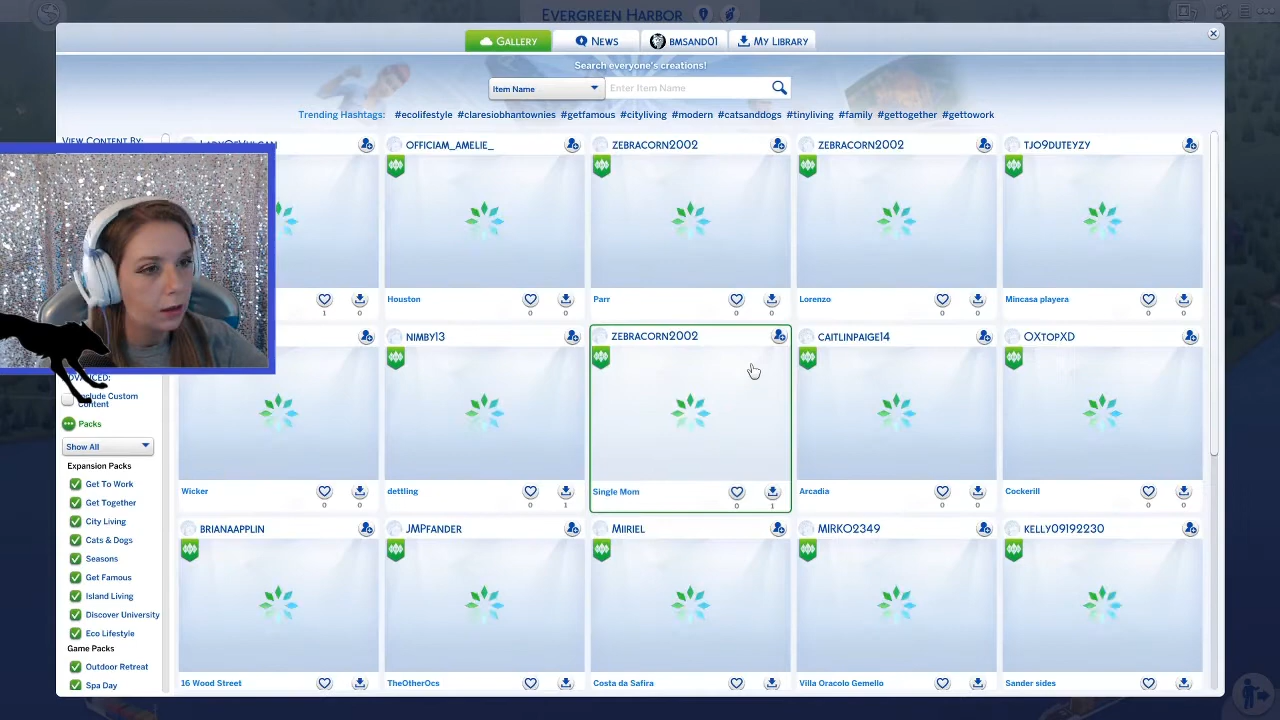 EVERGREEN HARBOR
GALLERY
NEWS
BMSAND01
MY LIBRARY
Search everyone's creations!
Item Name
Enter Item Name
Trending Hashtags: #ecolifestyle #claresiobhantownies #getfamous #cityliving #modern #catsanddogs #tinyliving #family #gettogether #gettowork
VIEW CONTENT BY:
OFFICIAM_AMELIE_
ZEBRACORN2002
ZEBRACORN2002
TJO9DUTEYZY
1 0
Houston
0 0
Parr
0 0
Lorenzo
0 0
Mincasa playera
0 0
NIMBY13
ZEBRACORN2002
CAITLINPAIGE14
OXTOPXD
Wicker
0 0
dettling
0 1
Single Mom
0 1
Arcadia
0 0
Cockerill
0 0
ADVANCED:
Include Custom
Content
Packs
Show All
Expansion Packs
Get To Work
Get Together
City Living
Cats & Dogs
Seasons
Get Famous
Island Living
Discover University
Eco Lifestyle
Game Packs
Outdoor Retreat
Spa Day
BRIANAAPPLIN
JMPFANDER
MIIRIEL
MIRKO2349
KELLY09192230
16 Wood Street
TheOtherOcs
Costa da Safira
Villa Oracolo Gemello
Sander sides